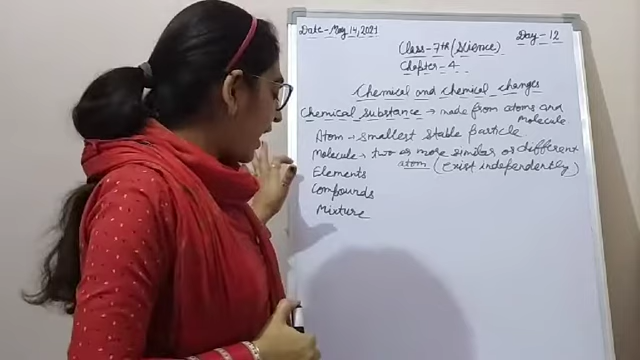 Date - May 14, 2021
Day - 12
Class - 7th (Science)
Chapter - 4
Chemical and chemical changes
Chemical substance → made from atoms and
Molecule
Atom → smallest stable particle
Molecule → two or more similar or different
atom (exist independently)
Elements
Compounds
Mixture